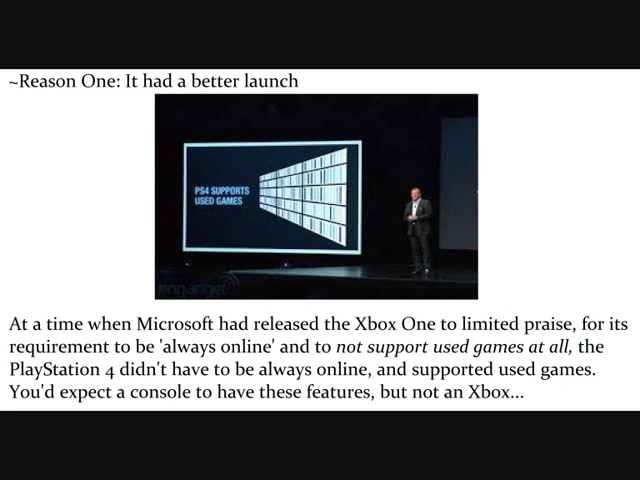 ~Reason One: It had a better launch
PS4 SUPPORTS
USED GAMES
engadget
At a time when Microsoft had released the Xbox One to limited praise, for its
requirement to be 'always online' and to not support used games at all, the
PlayStation 4 didn't have to be always online, and supported used games.
You'd expect a console to have these features, but not an Xbox...